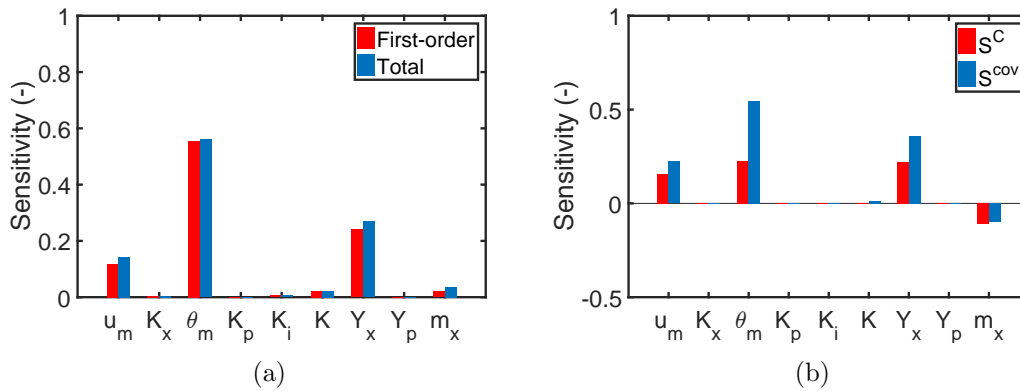 1
0.8
0.6
0.4
0.2
0
Sensitivity (-)
First-order
Total
u_m K_x θ_m K_p K_i K Y_x Y_p m_x
(a)
1
0.5
0
-0.5
Sensitivity (-)
S^C
S^cov
u_m K_x θ_m K_p K_i K Y_x Y_p m_x
(b)